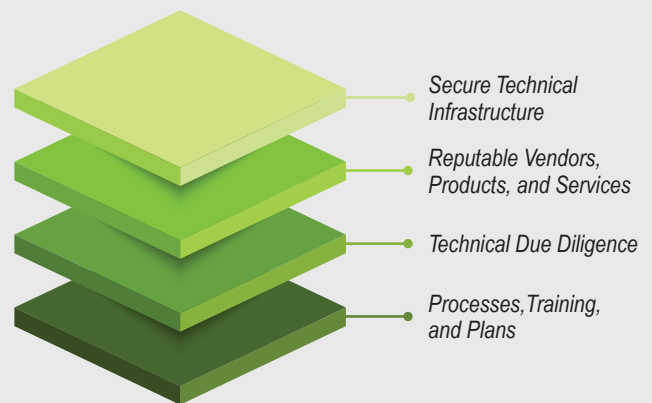 Secure Technical
Infrastructure
Reputable Vendors,
Products, and Services
Technical Due Diligence
Processes,Training,
and Plans